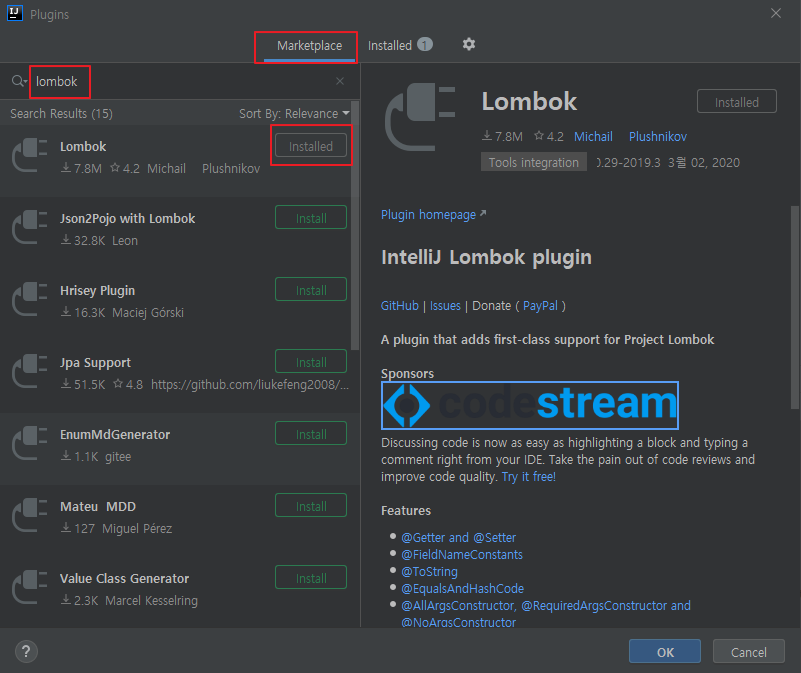 Plugins
Marketplace Installed 1
lombok
Search Results (15) Sort By: Relevance
Lombok Installed
7.8M 4.2 Michail Plushnikov
Json2Pojo with Lombok Install
32.8K Leon
Hrisey Plugin Install
16.3K Maciej Górski
Jpa Support Install
51.5K 4.8 https://github.com/liukefeng2008/...
EnumMdGenerator Install
1.1K gitee
Mateu MDD Install
127 Miguel Pérez
Value Class Generator Install
2.3K Marcel Kesselring
Lombok Installed
7.8M 4.2 Michail Plushnikov
Tools integration 0.29-2019.3 3월 02, 2020
Plugin homepage
IntelliJ Lombok plugin
GitHub | Issues | Donate ( PayPal )
A plugin that adds first-class support for Project Lombok
Sponsors
codestream
Discussing code is now as easy as highlighting a block and typing a
comment right from your IDE. Take the pain out of code reviews and
improve code quality. Try it free!
Features
@Getter and @Setter
@FieldNameConstants
@ToString
@EqualsAndHashCode
@AllArgsConstructor, @RequiredArgsConstructor and
@NoArgsConstructor
? OK Cancel